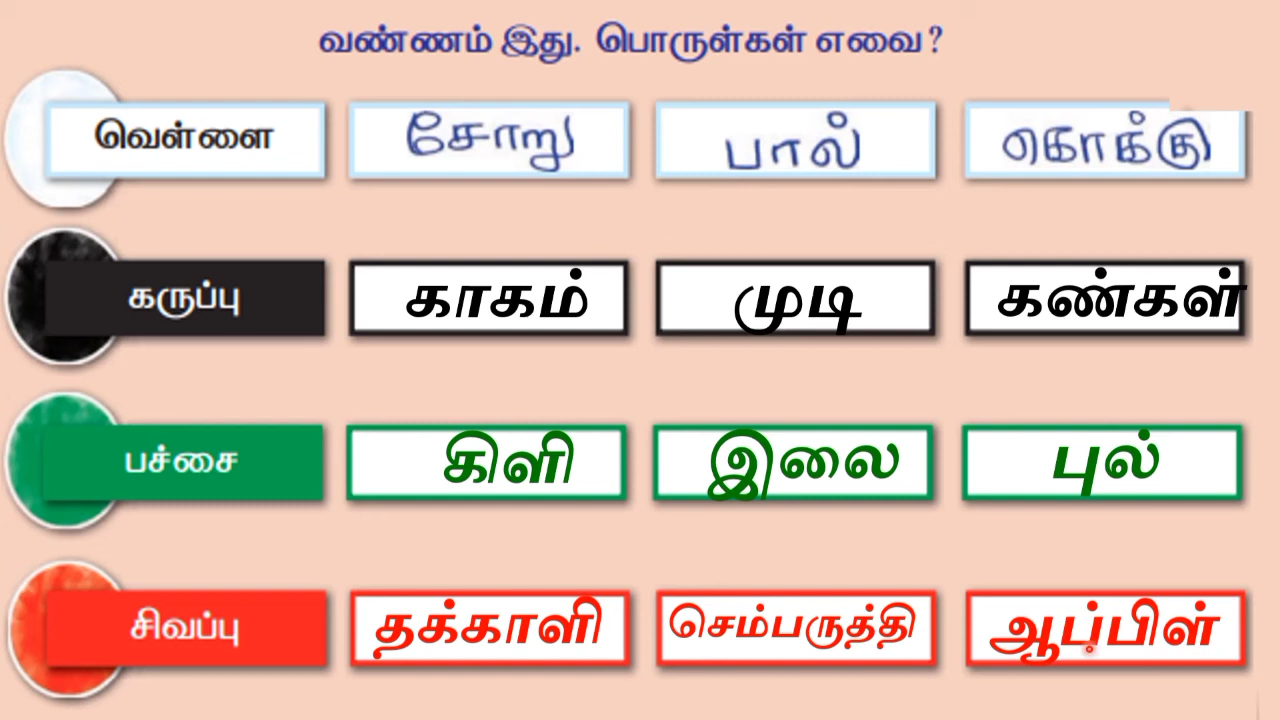 வண்ணம் இது. பொருள்கள் எவை?
வெள்ளை சோறு பால் கொக்கு
கருப்பு காகம் முடி கண்கள்
பச்சை கிளி இலை புல்
சிவப்பு தக்காளி செம்பருத்தி ஆப்பிள்